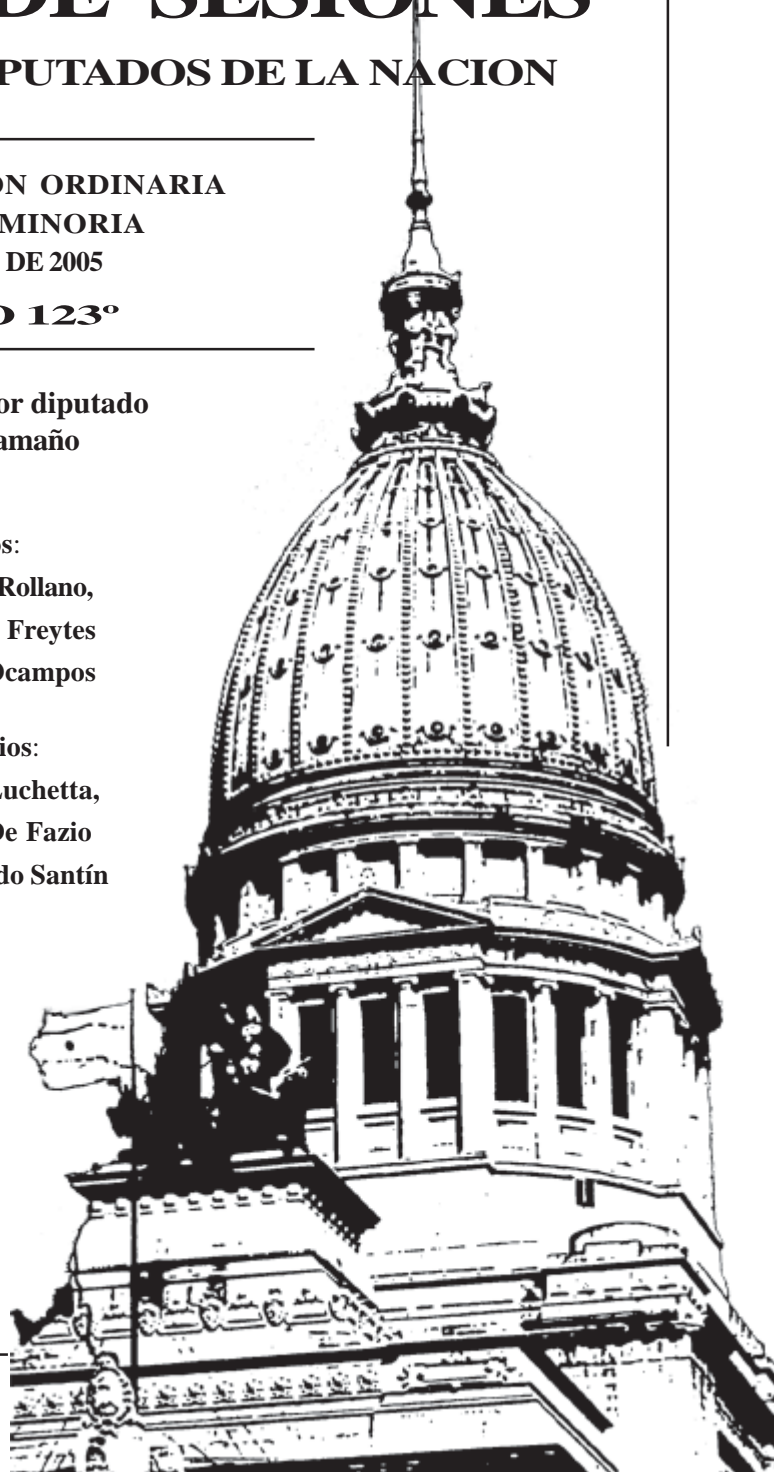 DE SESIONES
PUTADOS DE LA NACION
ON ORDINARIA
MINORIA
DE 2005
O 123º
or diputado
amaño
os:
Rollano,
Freytes
Ocampos
ios:
Luchetta,
De Fazio
do Santín